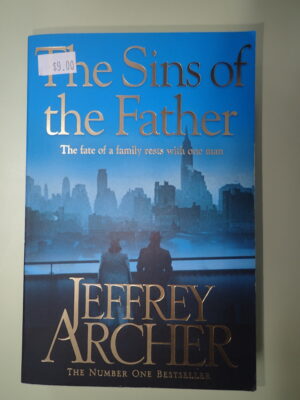 $9.00
The Sins of
the Father
The fate of a family rests with one man
JEFFREY
ARCHER
THE NUMBER ONE BESTSELLER